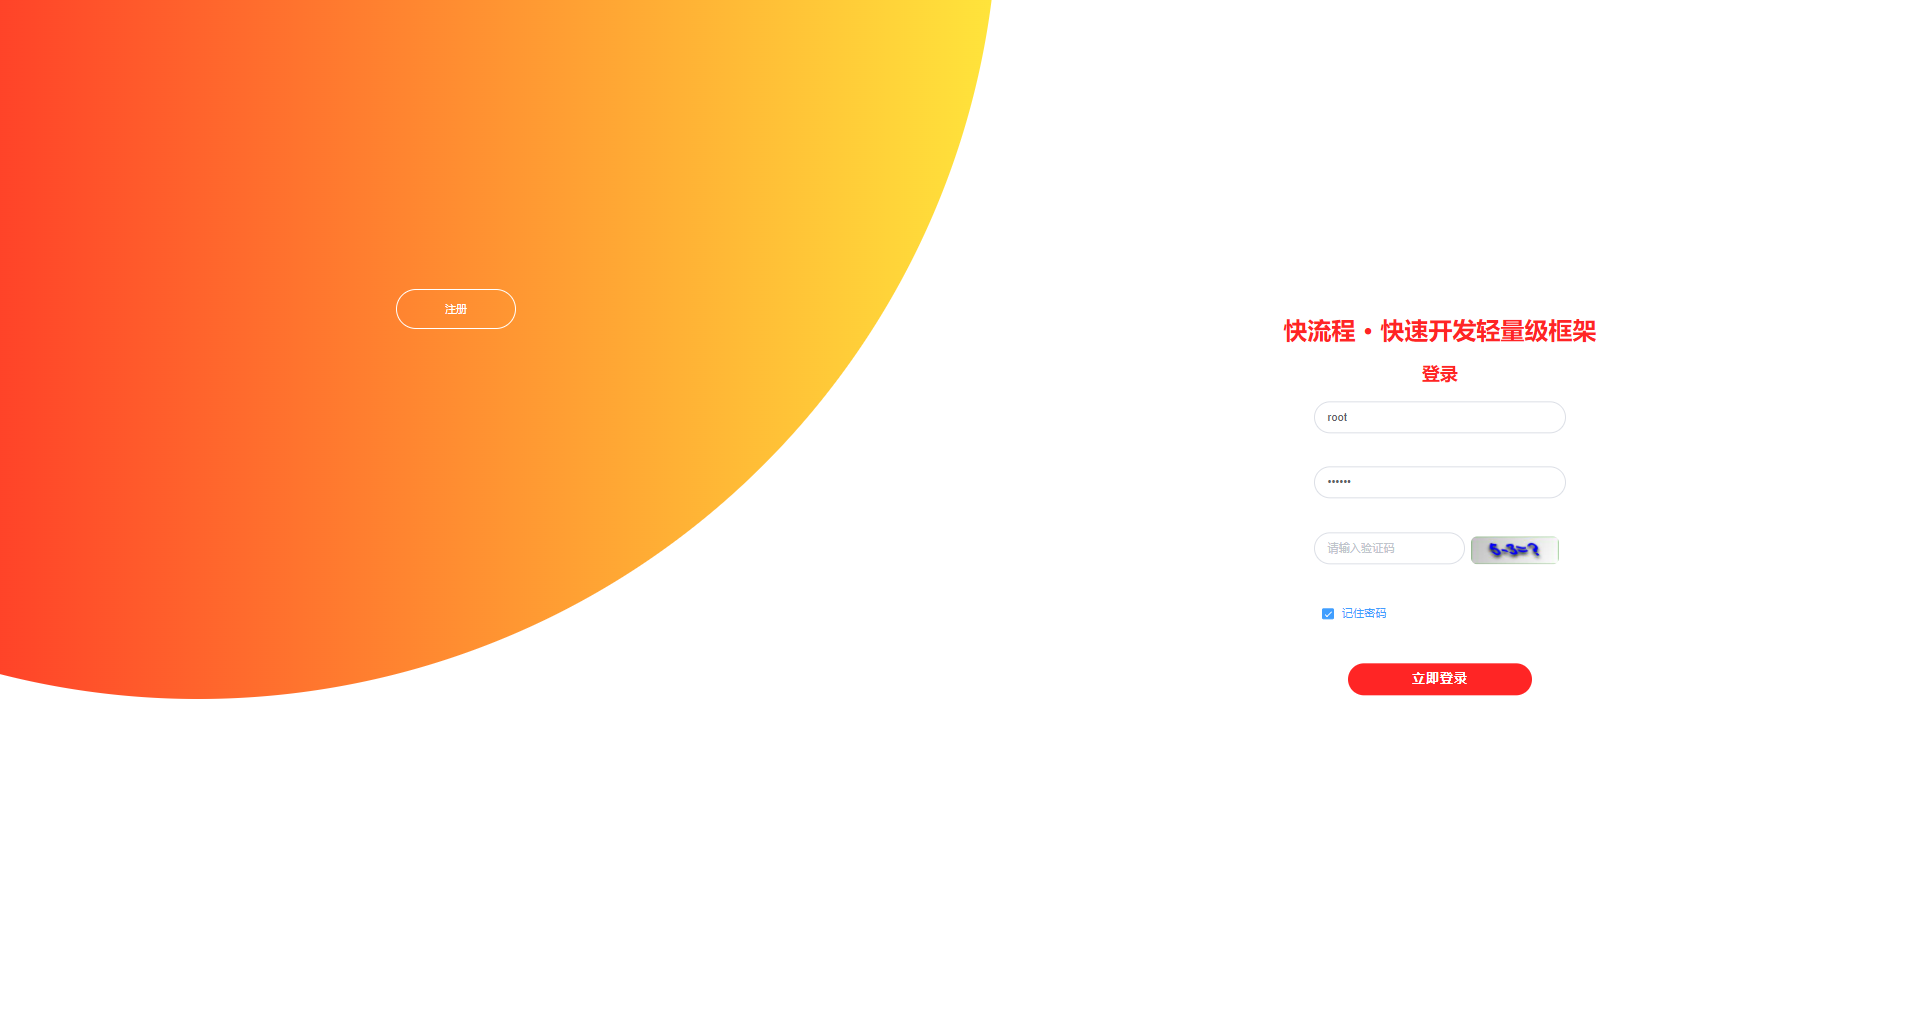 注册
快流程·快速开发轻量级框架
登录
root
••••••
请输入验证码
6-3=?
记住密码
立即登录